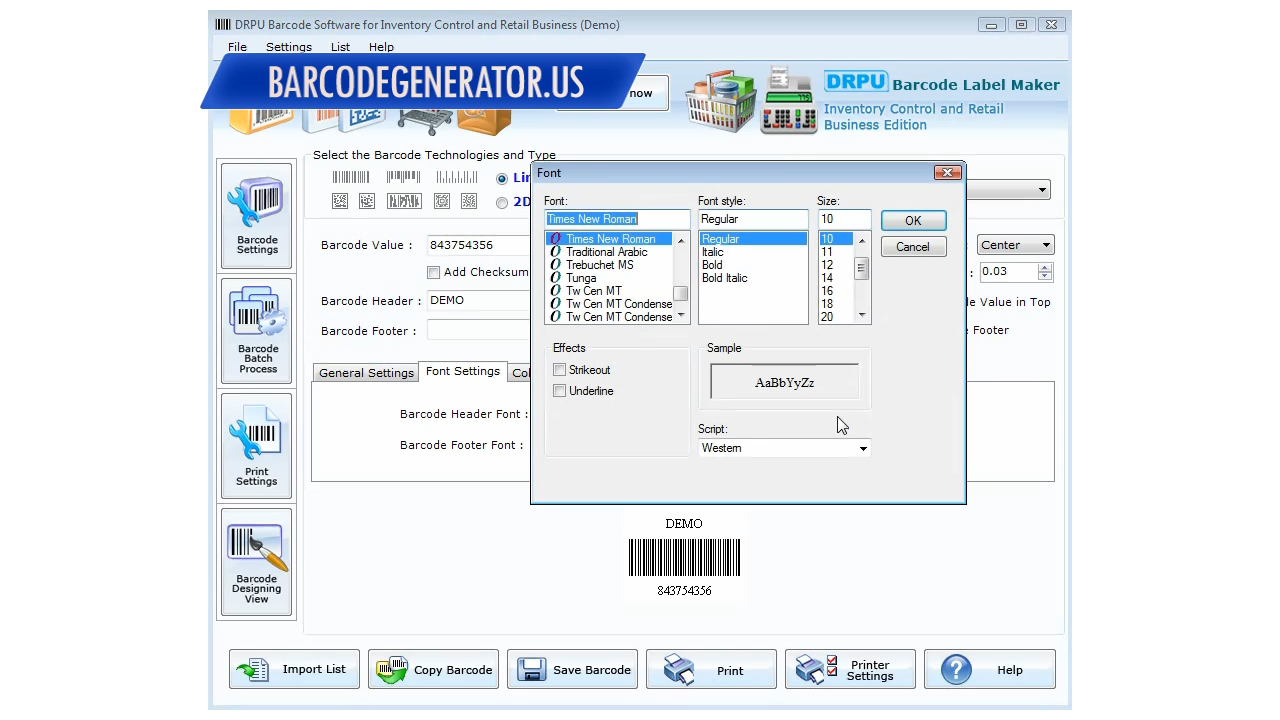 DRPU Barcode Software for Inventory Control and Retail Business (Demo)
File Settings List Help
BARCODEGENERATOR.US
now
DRPU Barcode Label Maker
Inventory Control and Retail
Business Edition
Select the Barcode Technologies and Type
Barcode
Settings
Barcode
Batch
Process
Print
Settings
Barcode
Designing
View
Barcode Value : 843754356
Add Checksum
Barcode Header : DEMO
Barcode Footer :
Center
: 0.03
Value in Top
Footer
General Settings
Font Settings
Barcode Header Font :
Barcode Footer Font :
Font
Font: Font style: Size:
Times New Roman Regular 10
OK
Cancel
Times New Roman
Traditional Arabic
Trebuchet MS
Tunga
Tw Cen MT
Tw Cen MT Condense
Tw Cen MT Condense
Regular
Italic
Bold
Bold Italic
10
11
12
14
16
18
20
Effects
Strikeout
Underline
Sample
AaBbYyZz
Script:
Western
DEMO
843754356
Import List
Copy Barcode
Save Barcode
Print
Printer
Settings
Help